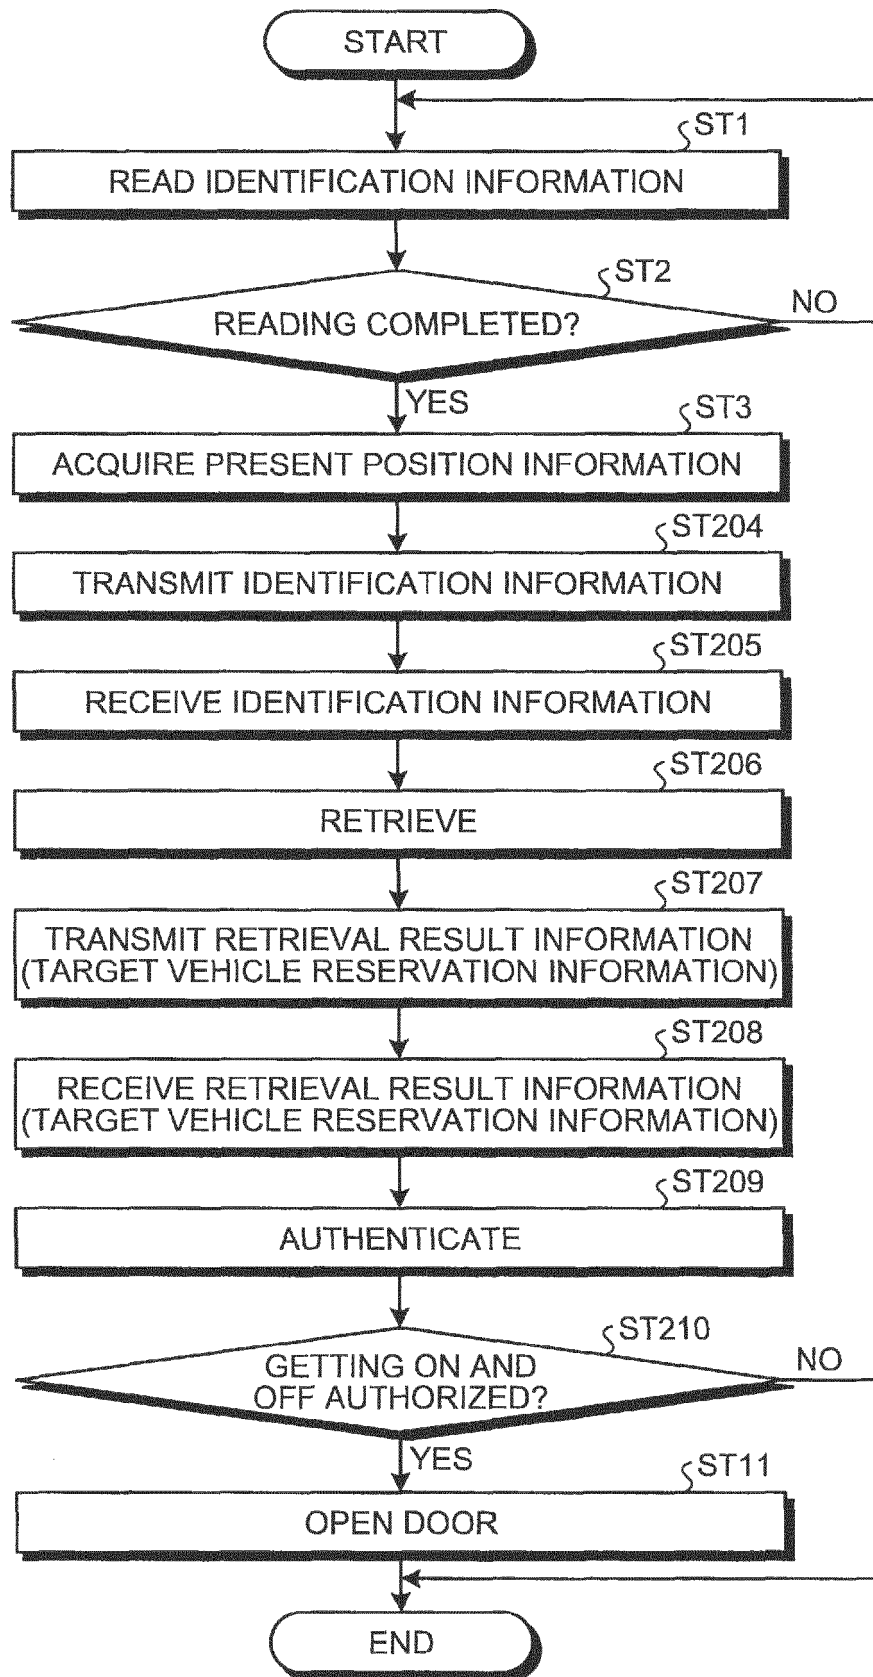 START
ST1
READ IDENTIFICATION INFORMATION
ST2
READING COMPLETED?
NO
YES
ST3
ACQUIRE PRESENT POSITION INFORMATION
ST204
TRANSMIT IDENTIFICATION INFORMATION
ST205
RECEIVE IDENTIFICATION INFORMATION
ST206
RETRIEVE
ST207
TRANSMIT RETRIEVAL RESULT INFORMATION
(TARGET VEHICLE RESERVATION INFORMATION)
ST208
RECEIVE RETRIEVAL RESULT INFORMATION
(TARGET VEHICLE RESERVATION INFORMATION)
ST209
AUTHENTICATE
ST210
GETTING ON AND
OFF AUTHORIZED?
NO
YES
ST11
OPEN DOOR
END